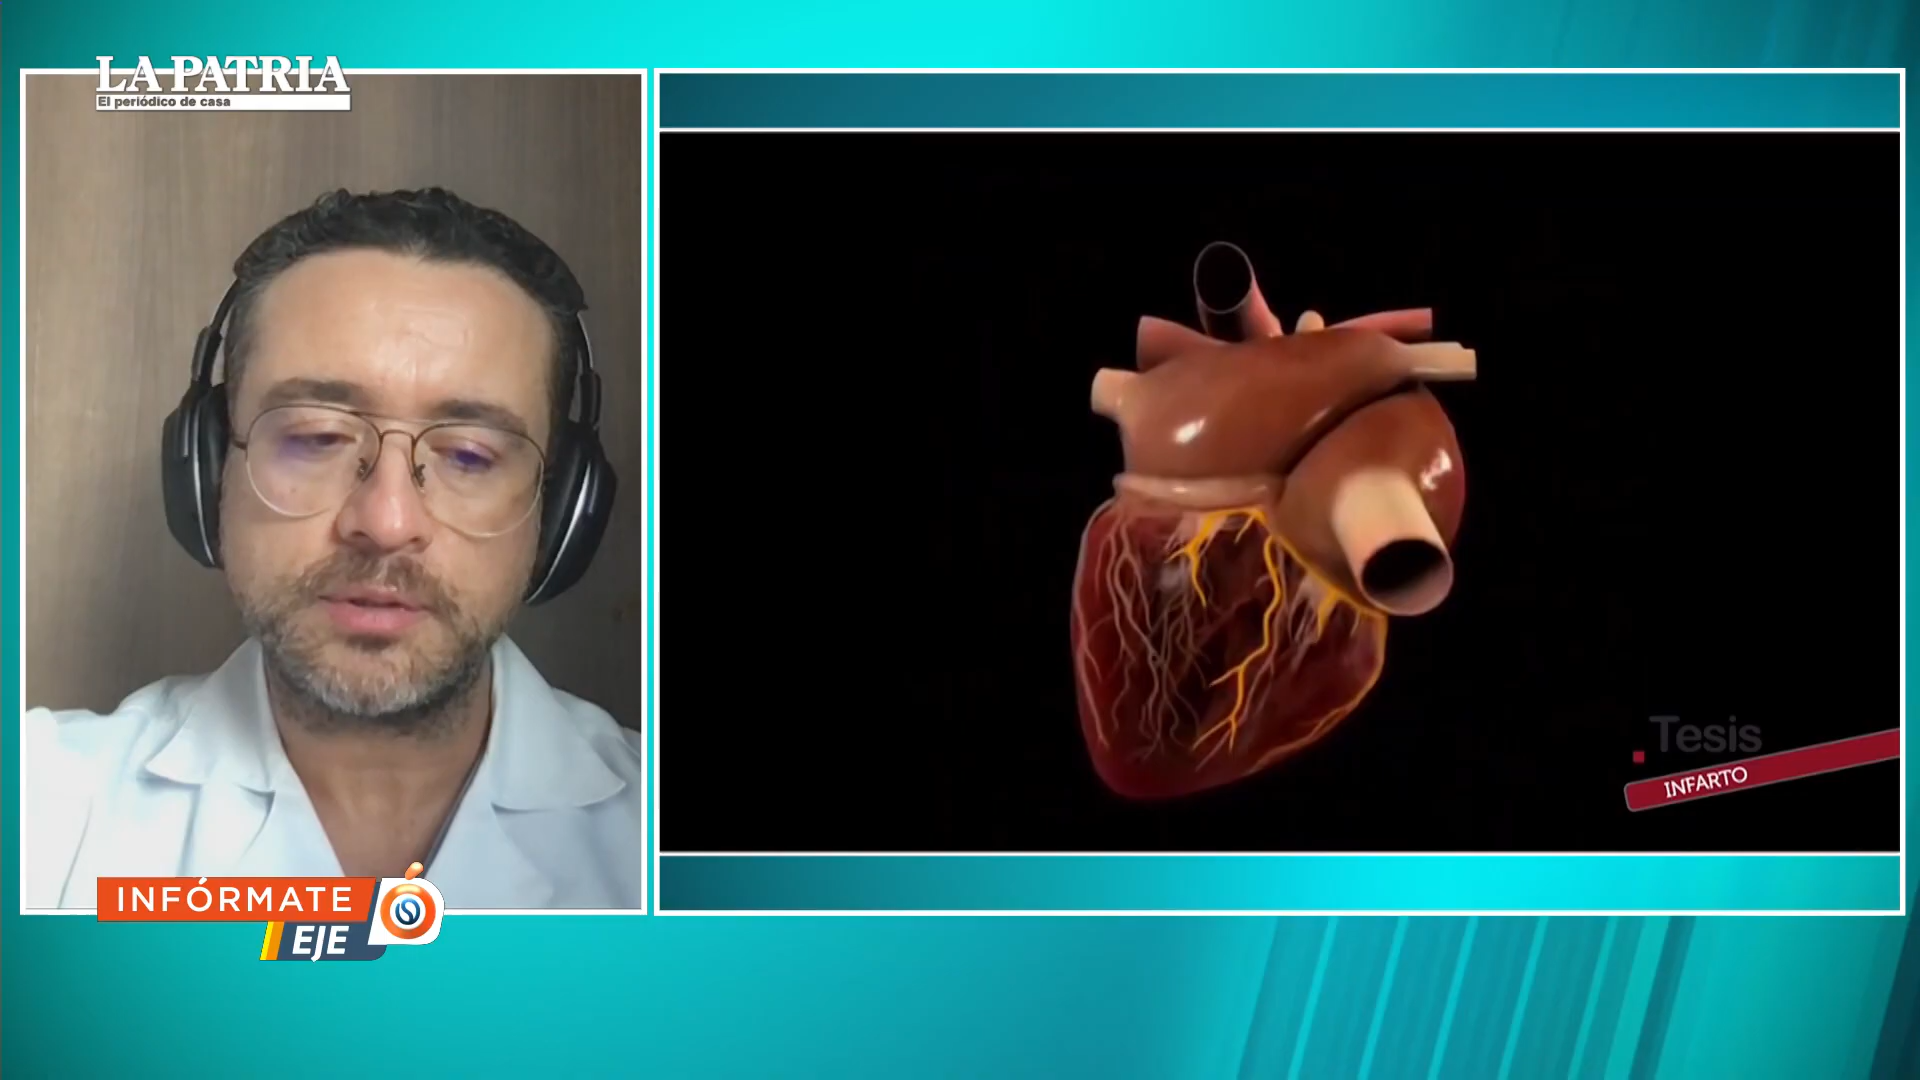 LA PATRIA
El periódico de casa
Tesis
INFARTO
INFÓRMATE
EJE